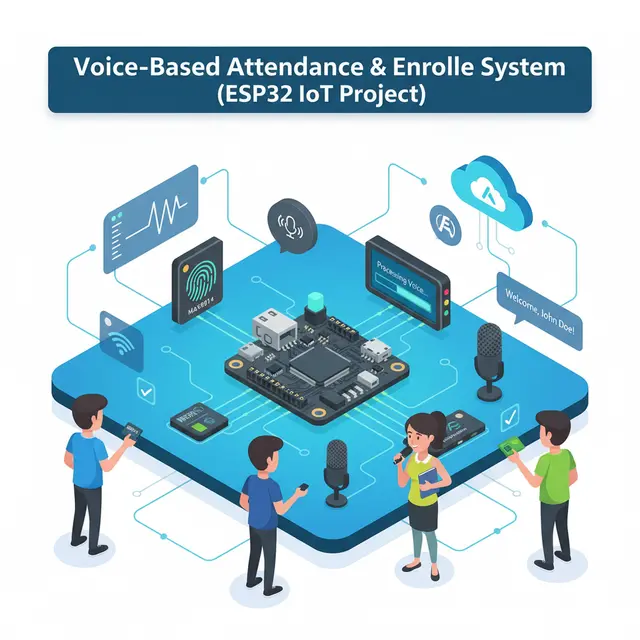 Voice-Based Attendance & Enrolle System
(ESP32 IoT Project)
Processing Voice...
Welcome, John Doe!